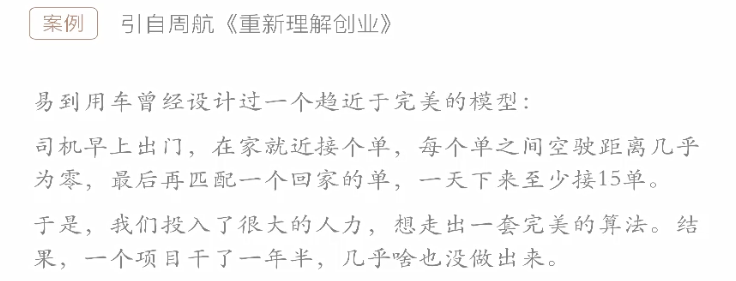 案例 引自周航《重新理解创业》
易到用车曾经设计过一个趋近于完美的模型：
司机早上出门，在家就近接个单，每个单之间空驶距离几乎
为零，最后再匹配一个回家的单，一天下来至少接15单。
于是，我们投入了很大的人力，想走出一套完美的算法。结
果，一个项目干了一年半，几乎啥也没做出来。